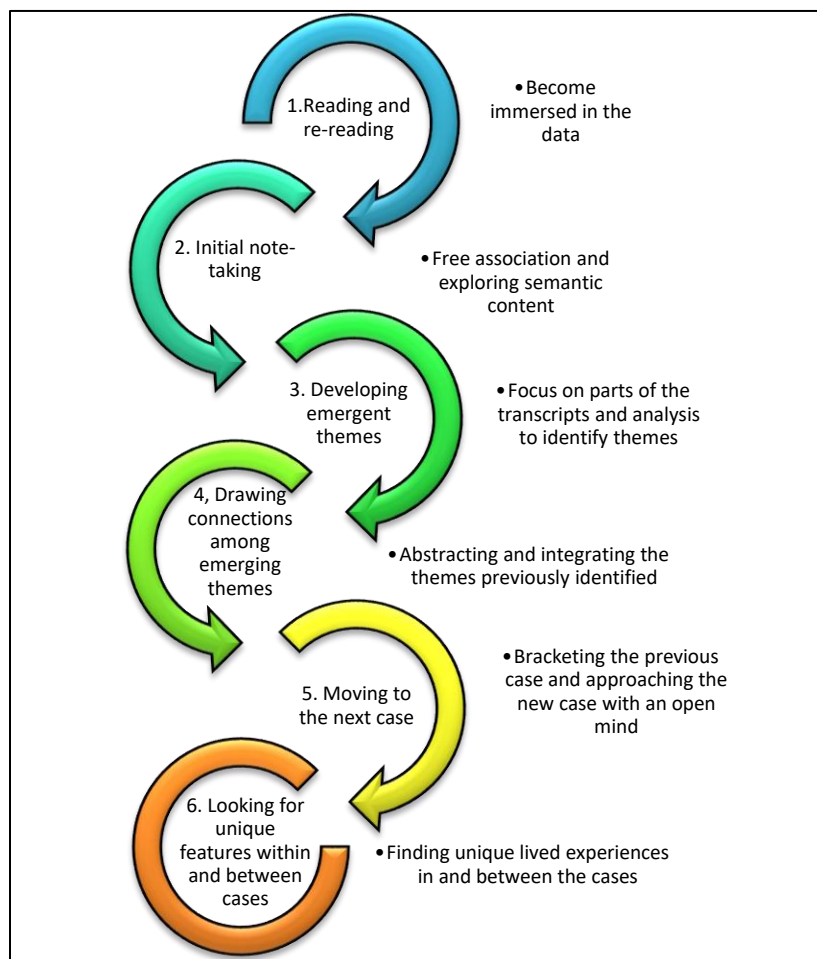 1.Reading and
re-reading
•Become
immersed in the
data
2. Initial note-
taking
•Free association and
exploring semantic
content
3. Developing
emergent
themes
•Focus on parts of the
transcripts and analysis
to identify themes
4, Drawing
connections
among
emerging
themes
•Abstracting and integrating the
themes previously identified
5. Moving to
the next case
•Bracketing the previous
case and approaching the
new case with an open
mind
6. Looking for
unique
features within
and between
cases
•Finding unique lived experiences
in and between the cases